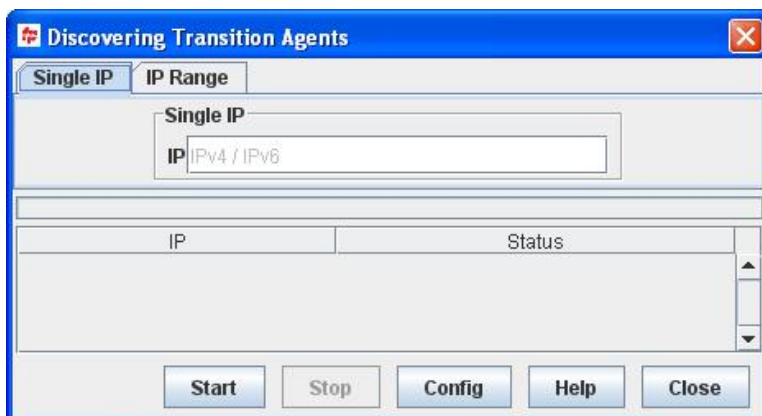 Discovering Transition Agents
Single IP IP Range
Single IP
IP IPv4 / IPv6
IP Status
Start Stop Config Help Close